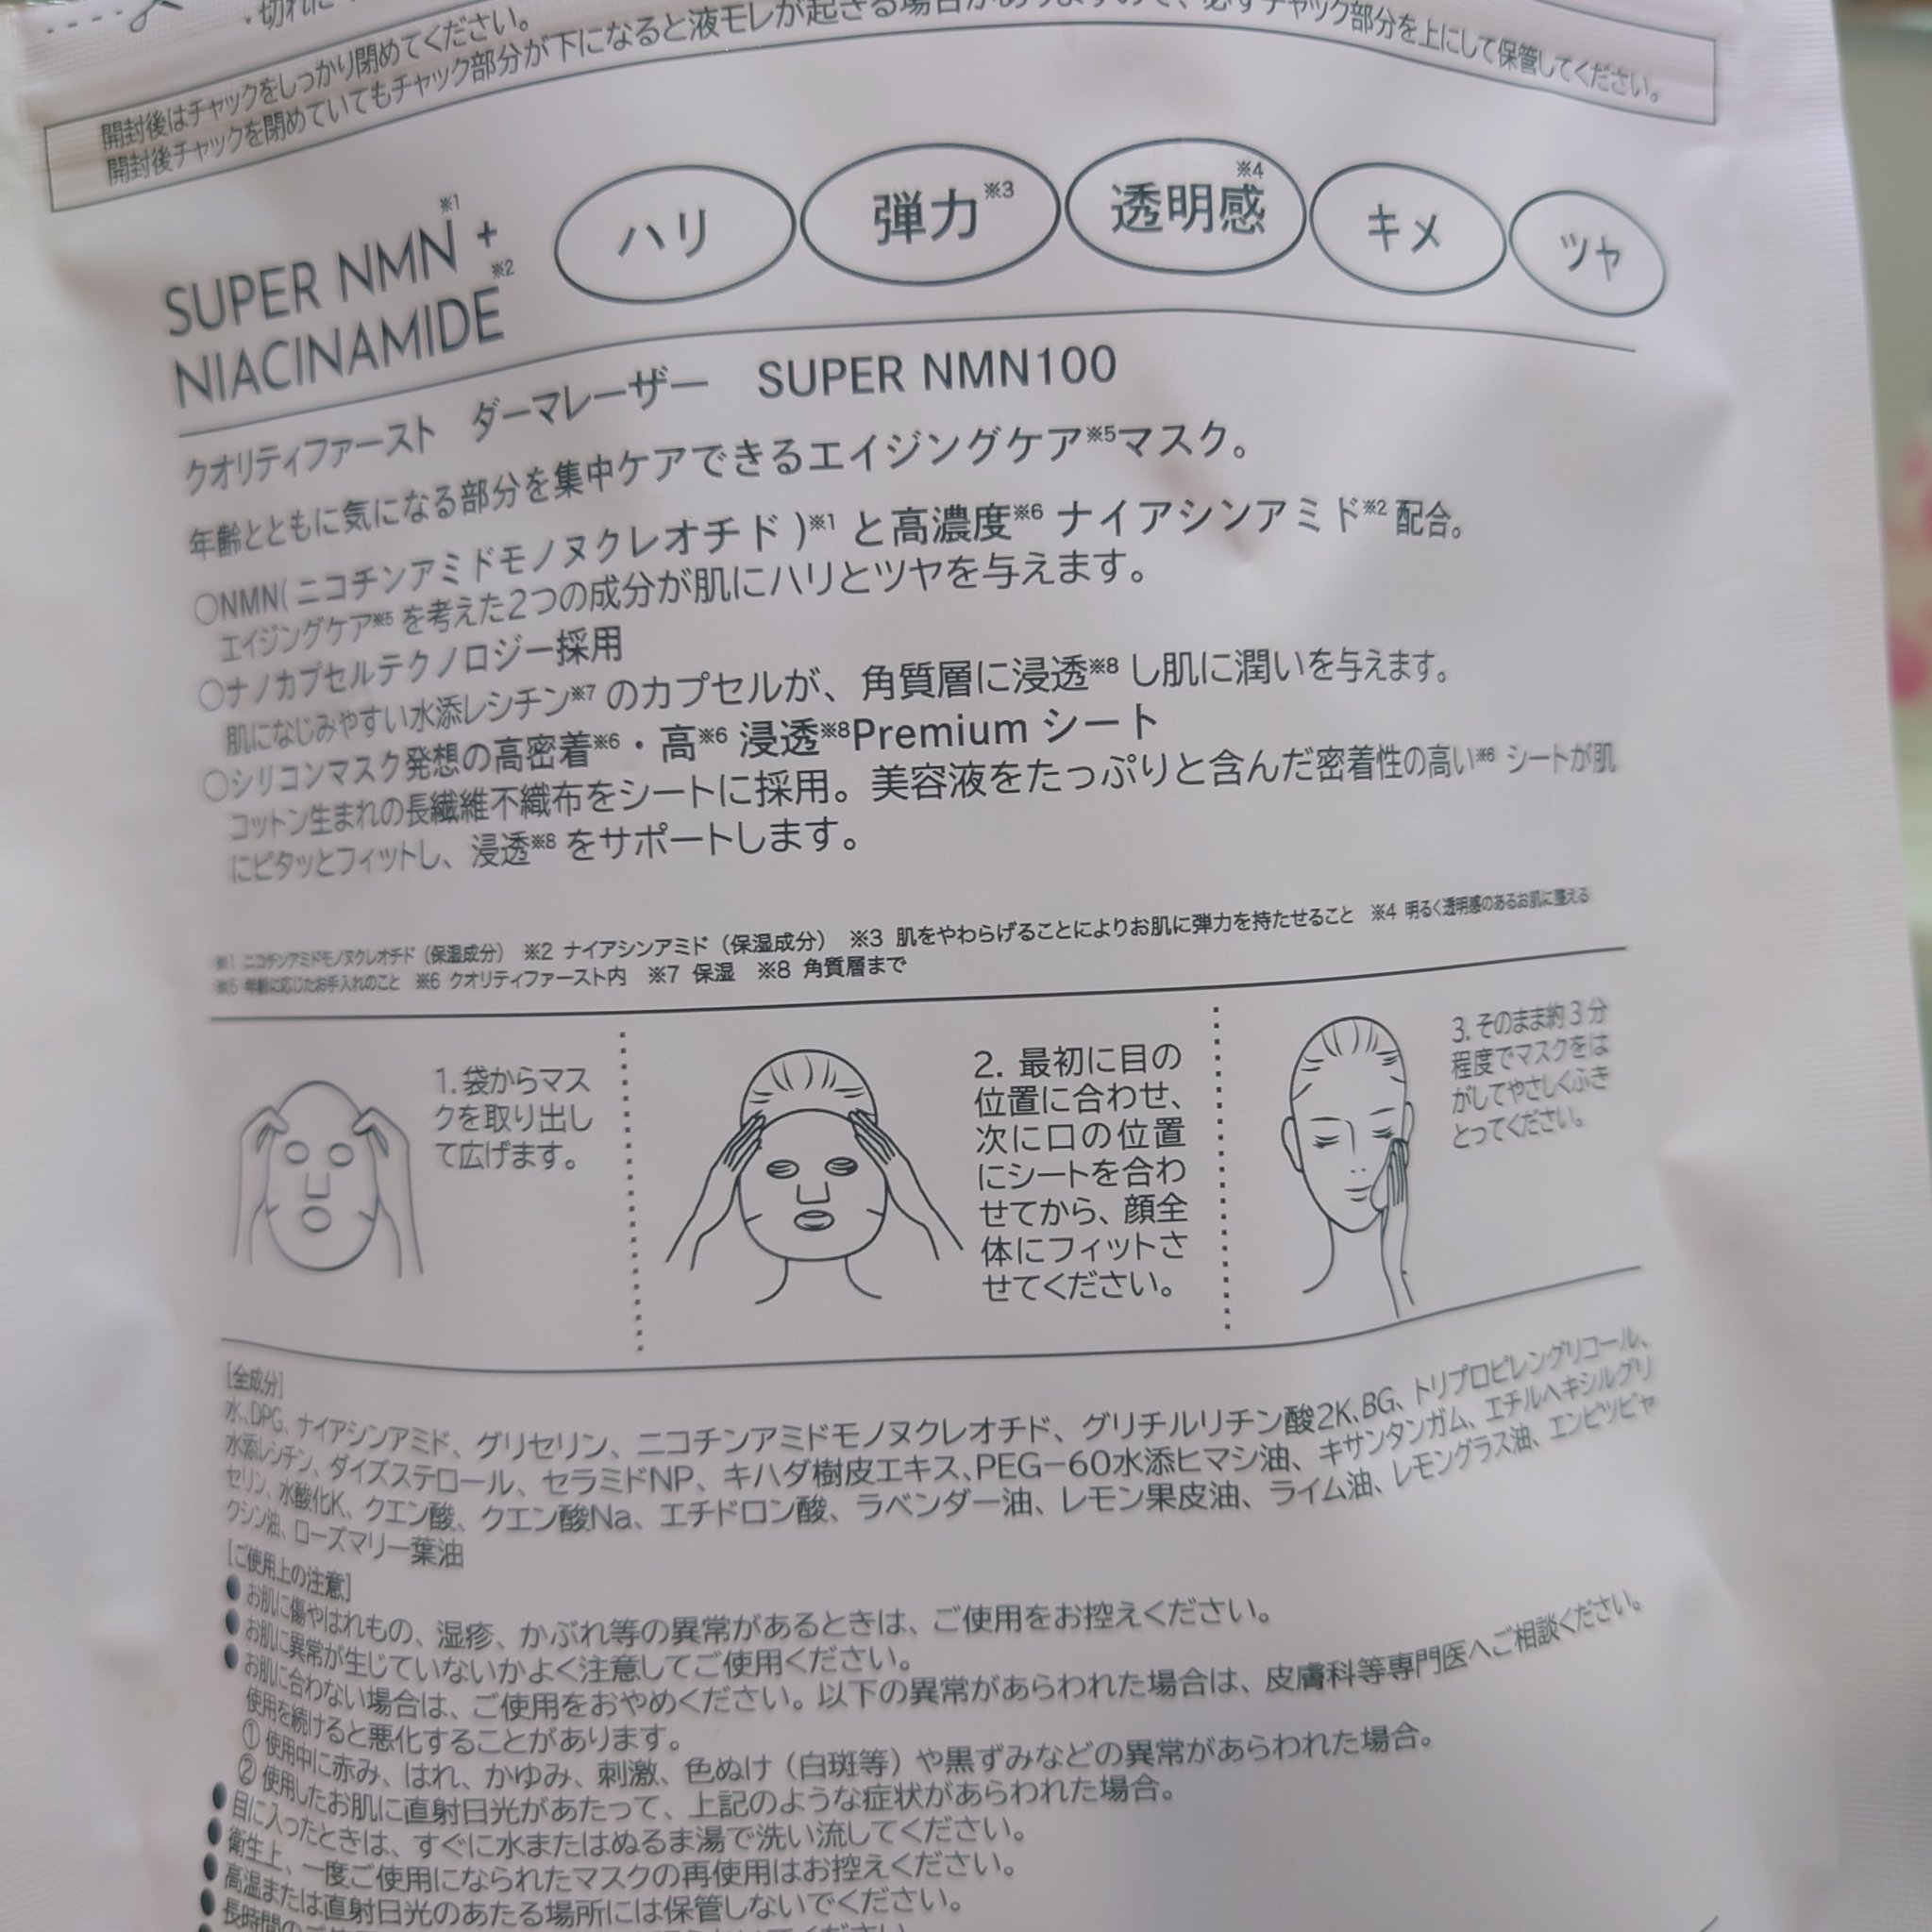 ・切れに
開封後はチャックをしっかり閉めてください。
開封後チャックを閉めていてもチャック部分が下になると液モレが起きる場合がありますので、必ずチャック部分を上にして保管してください。
SUPER NMN※1 +
NIACINAMIDE※2
ハリ
弾力※3
透明感※4
キメ
ツヤ
クオリティファースト ダーマレーザー SUPER NMN100
年齢とともに気になる部分を集中ケアできるエイジングケア※5マスク。
○NMN(ニコチンアミドモノヌクレオチド)※1と高濃度※6ナイアシンアミド※2配合。
エイジングケア※5を考えた2つの成分が肌にハリとツヤを与えます。
○ナノカプセルテクノロジー採用
肌になじみやすい水添レシチン※7のカプセルが、角質層に浸透※8し肌に潤いを与えます。
○シリコンマスク発想の高密着※6・高※6浸透※8Premiumシート
コットン生まれの長繊維不織布をシートに採用。美容液をたっぷりと含んだ密着性の高い※6シートが肌
にピタッとフィットし、浸透※8をサポートします。
※1 ニコチンアミドモノヌクレオチド（保湿成分） ※2 ナイアシンアミド（保湿成分） ※3 肌をやわらげることによりお肌に弾力を持たせること ※4 明るく透明感のあるお肌に整える
※5 年齢に応じたお手入れのこと ※6 クオリティファースト内 ※7 保湿 ※8 角質層まで
1. 袋からマス
クを取り出し
て広げます。
2. 最初に目の
位置に合わせ、
次に口の位置
にシートを合わ
せてから、顔全
体にフィットさ
せてください。
3. そのまま約3分
程度でマスクをは
がしてやさしくふき
とってください。
[全成分]
水、DPG、ナイアシンアミド、グリセリン、ニコチンアミドモノヌクレオチド、グリチルリチン酸2K、BG、トリプロピレングリコール、
水添レシチン、ダイズステロール、セラミドNP、キハダ樹皮エキス、PEG-60水添ヒマシ油、キサンタンガム、エチルヘキシルグリ
セリン、水酸化K、クエン酸、クエン酸Na、エチドロン酸、ラベンダー油、レモン果皮油、ライム油、レモングラス油、エンピツビャ
クシン油、ローズマリー葉油
[ご使用上の注意]
●お肌に傷やはれもの、湿疹、かぶれ等の異常があるときは、ご使用をお控えください。
●お肌に異常が生じていないかよく注意してご使用ください。
●お肌に合わない場合は、ご使用をおやめください。以下の異常があらわれた場合は、皮膚科等専門医へご相談ください。
使用を続けると悪化することがあります。
① 使用中に赤み、はれ、かゆみ、刺激、色ぬけ（白斑等）や黒ずみなどの異常があらわれた場合。
② 使用したお肌に直射日光があたって、上記のような症状があらわれた場合。
●目に入ったときは、すぐに水またはぬるま湯で洗い流してください。
●衛生上、一度ご使用になられたマスクの再使用はお控えください。
●高温または直射日光のあたる場所には保管しないでください。
●長時間の